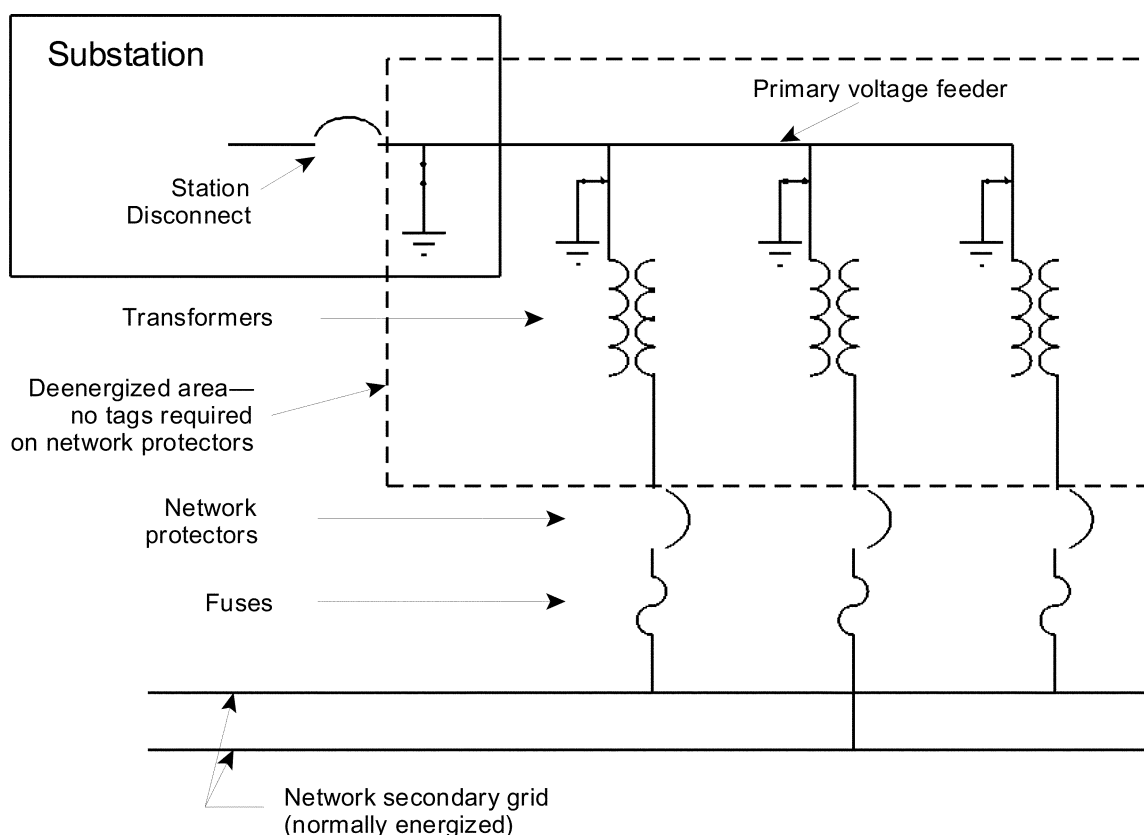 Substation
Primary voltage feeder
Station
Disconnect
Transformers
Deenergized area—
no tags required
on network protectors
Network
protectors
Fuses
Network secondary grid
(normally energized)